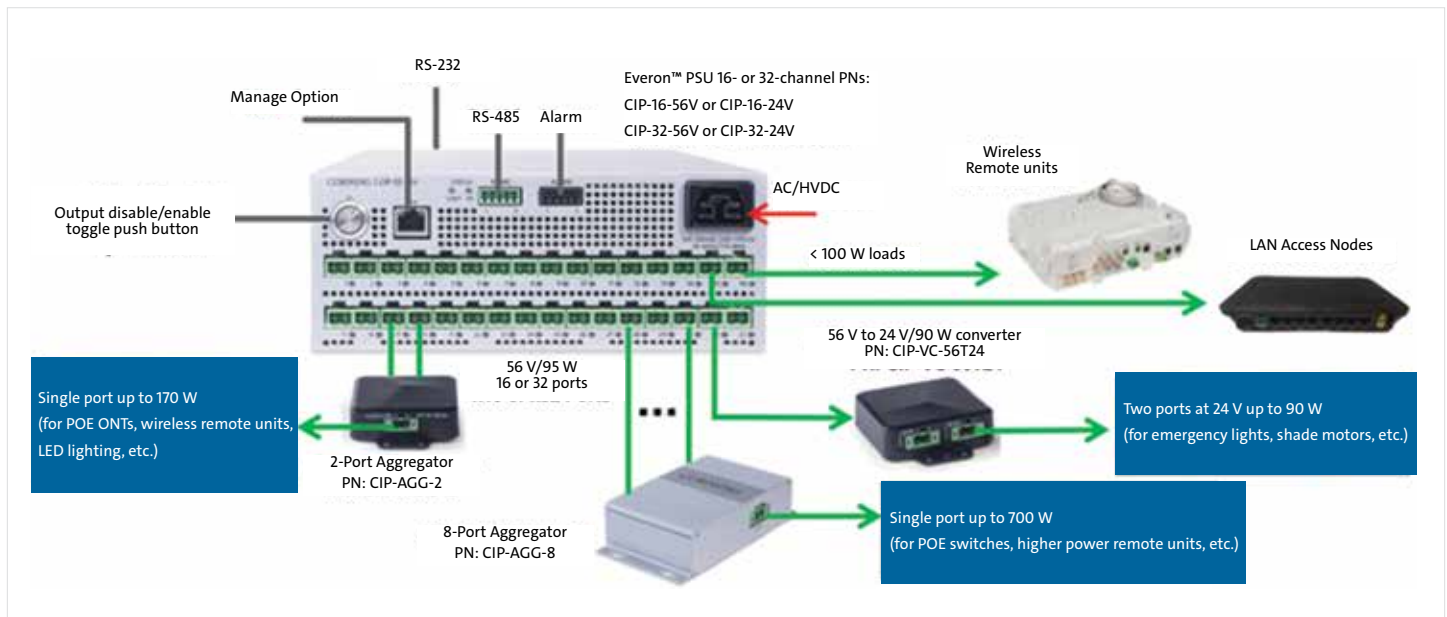 RS-232
Manage Option
RS-485
Alarm
Everon™ PSU 16- or 32-channel PNs:
CIP-16-56V or CIP-16-24V
CIP-32-56V or CIP-32-24V
Wireless
Remote units
AC/HVDC
Output disable/enable
toggle push button
< 100 W loads
LAN Access Nodes
56 V to 24 V/90 W converter
PN: CIP-VC-56T24
56 V/95 W
16 or 32 ports
Single port up to 170 W
(for POE ONTs, wireless remote units,
LED lighting, etc.)
Two ports at 24 V up to 90 W
(for emergency lights, shade motors, etc.)
2-Port Aggregator
PN: CIP-AGG-2
8-Port Aggregator
PN: CIP-AGG-8
Single port up to 700 W
(for POE switches, higher power remote units, etc.)